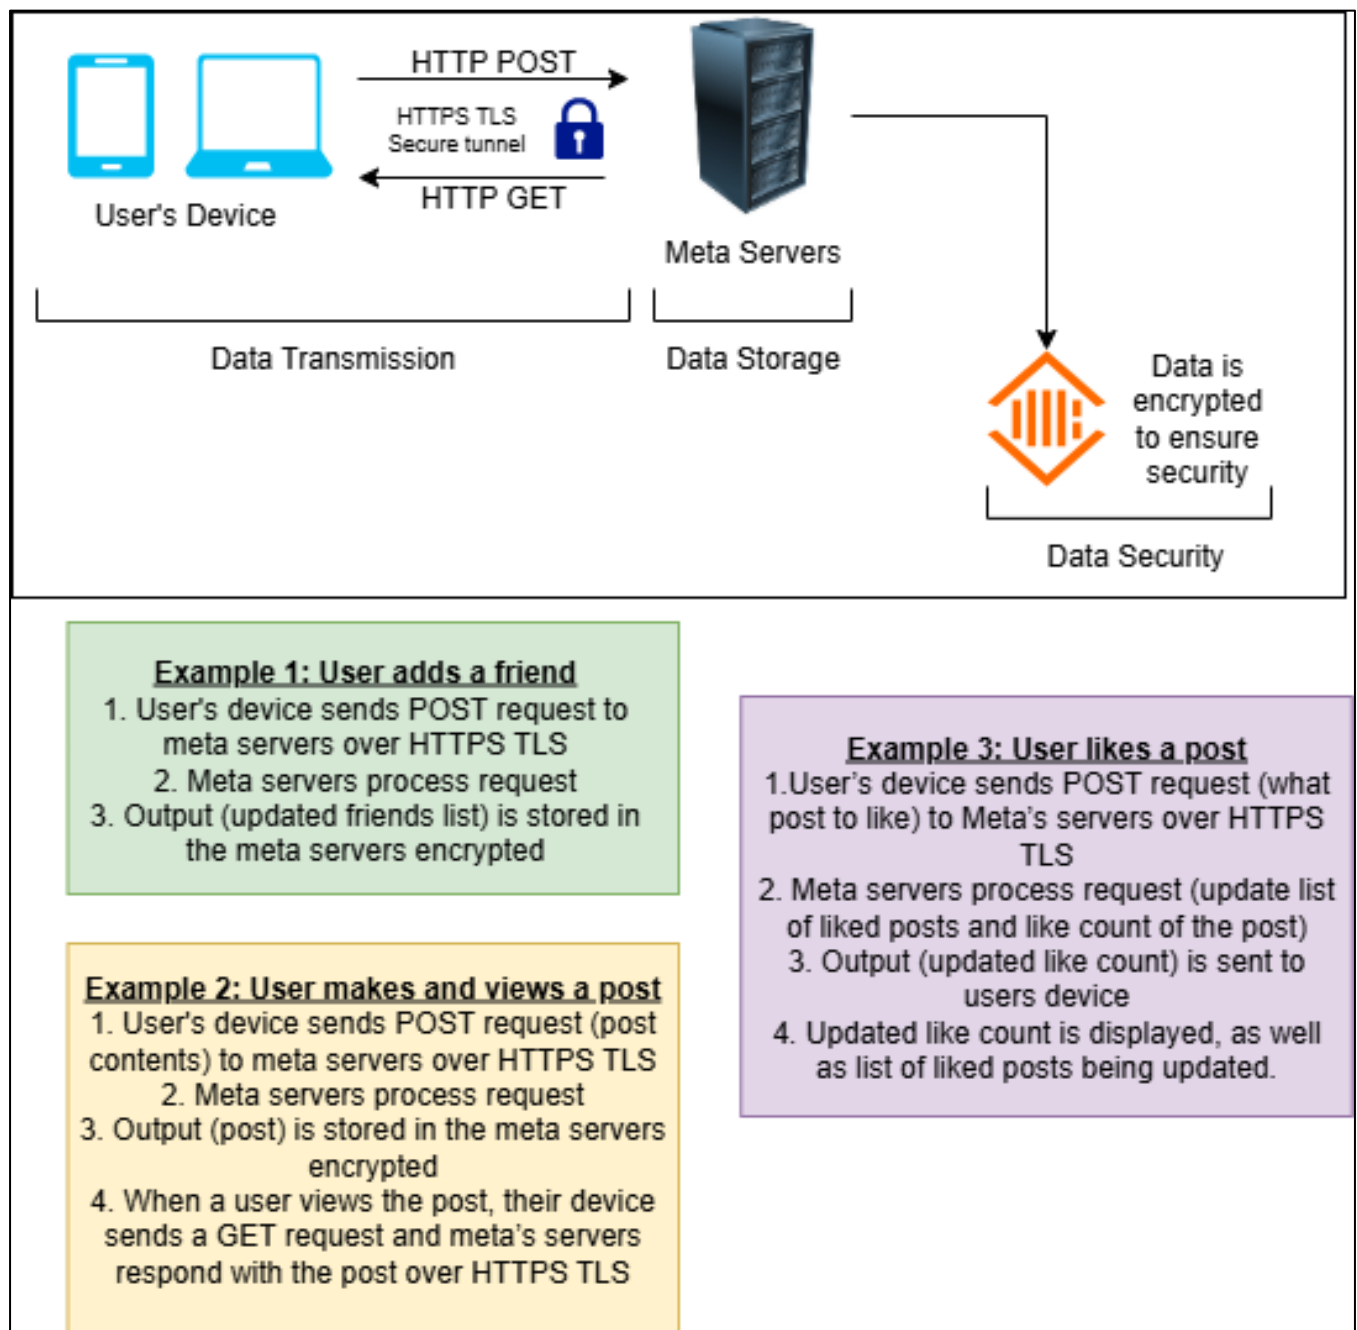 HTTP POST
HTTPS TLS
Secure tunnel
HTTP GET
User's Device
Meta Servers
Data Transmission
Data Storage
Data is
encrypted
to ensure
security
Data Security
Example 1: User adds a friend
1. User's device sends POST request to
meta servers over HTTPS TLS
2. Meta servers process request
3. Output (updated friends list) is stored in
the meta servers encrypted
Example 2: User makes and views a post
1. User's device sends POST request (post
contents) to meta servers over HTTPS TLS
2. Meta servers process request
3. Output (post) is stored in the meta servers
encrypted
4. When a user views the post, their device
sends a GET request and meta’s servers
respond with the post over HTTPS TLS
Example 3: User likes a post
1.User’s device sends POST request (what
post to like) to Meta’s servers over HTTPS
TLS
2. Meta servers process request (update list
of liked posts and like count of the post)
3. Output (updated like count) is sent to
users device
4. Updated like count is displayed, as well
as list of liked posts being updated.